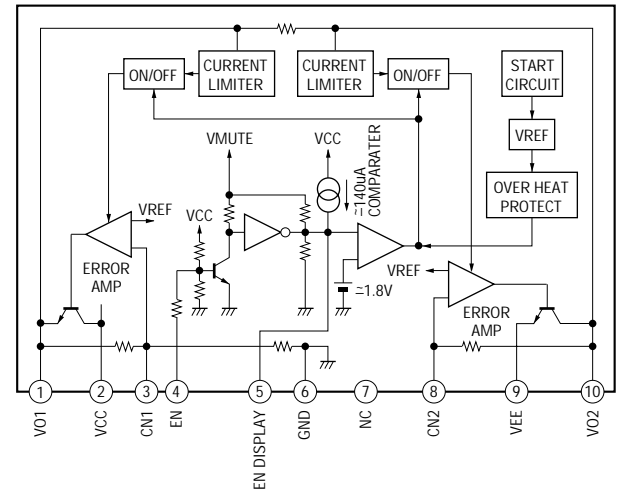 CURRENT
LIMITER
CURRENT
LIMITER
ON/OFF
ON/OFF
START
CIRCUIT
VREF
OVER HEAT
PROTECT
VMUTE
VCC
≃140uA
COMPARATER
VREF
VCC
ERROR
AMP
≃1.8V
VREF
ERROR
AMP
1
2
3
4
5
6
7
8
9
10
VO1
VCC
CN1
EN
EN DISPLAY
GND
NC
CN2
VEE
VO2